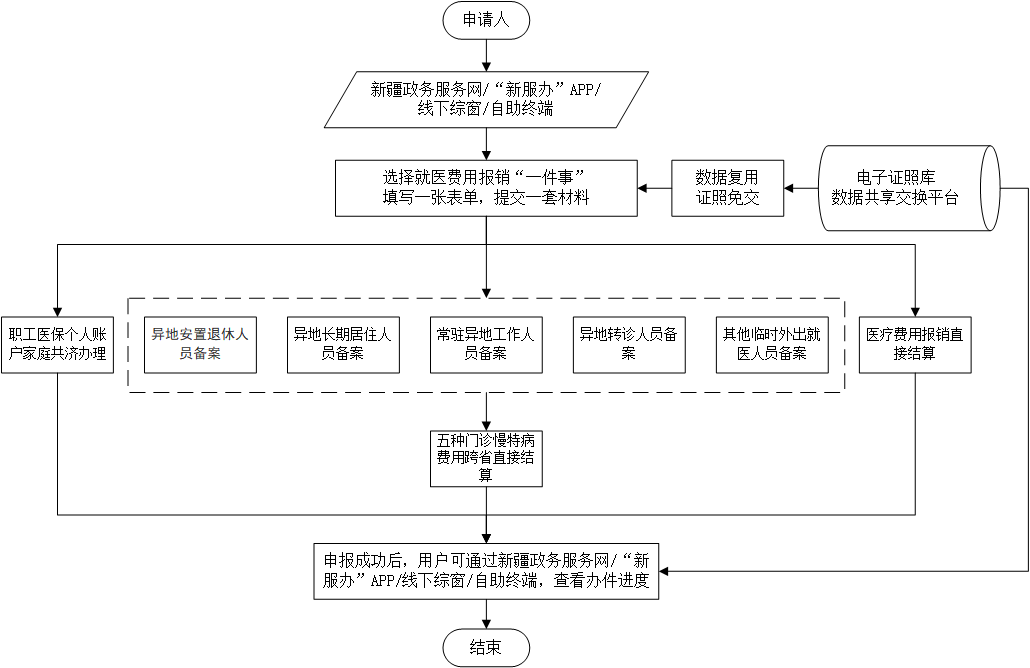 申请人
新疆政务服务网/“新服办”APP/
线下综窗/自助终端
选择就医费用报销“一件事”
填写一张表单，提交一套材料
数据复用
证照免交
电子证照库
数据共享交换平台
职工医保个人账
户家庭共济办理
异地安置退休人
员备案
异地长期居住人
员备案
常驻异地工作人
员备案
异地转诊人员备
案
其他临时外出就
医人员备案
医疗费用报销直
接结算
五种门诊慢特病
费用跨省直接结
算
申报成功后，用户可通过新疆政务服务网/“新
服办”APP/线下综窗/自助终端，查看办件进度
结束